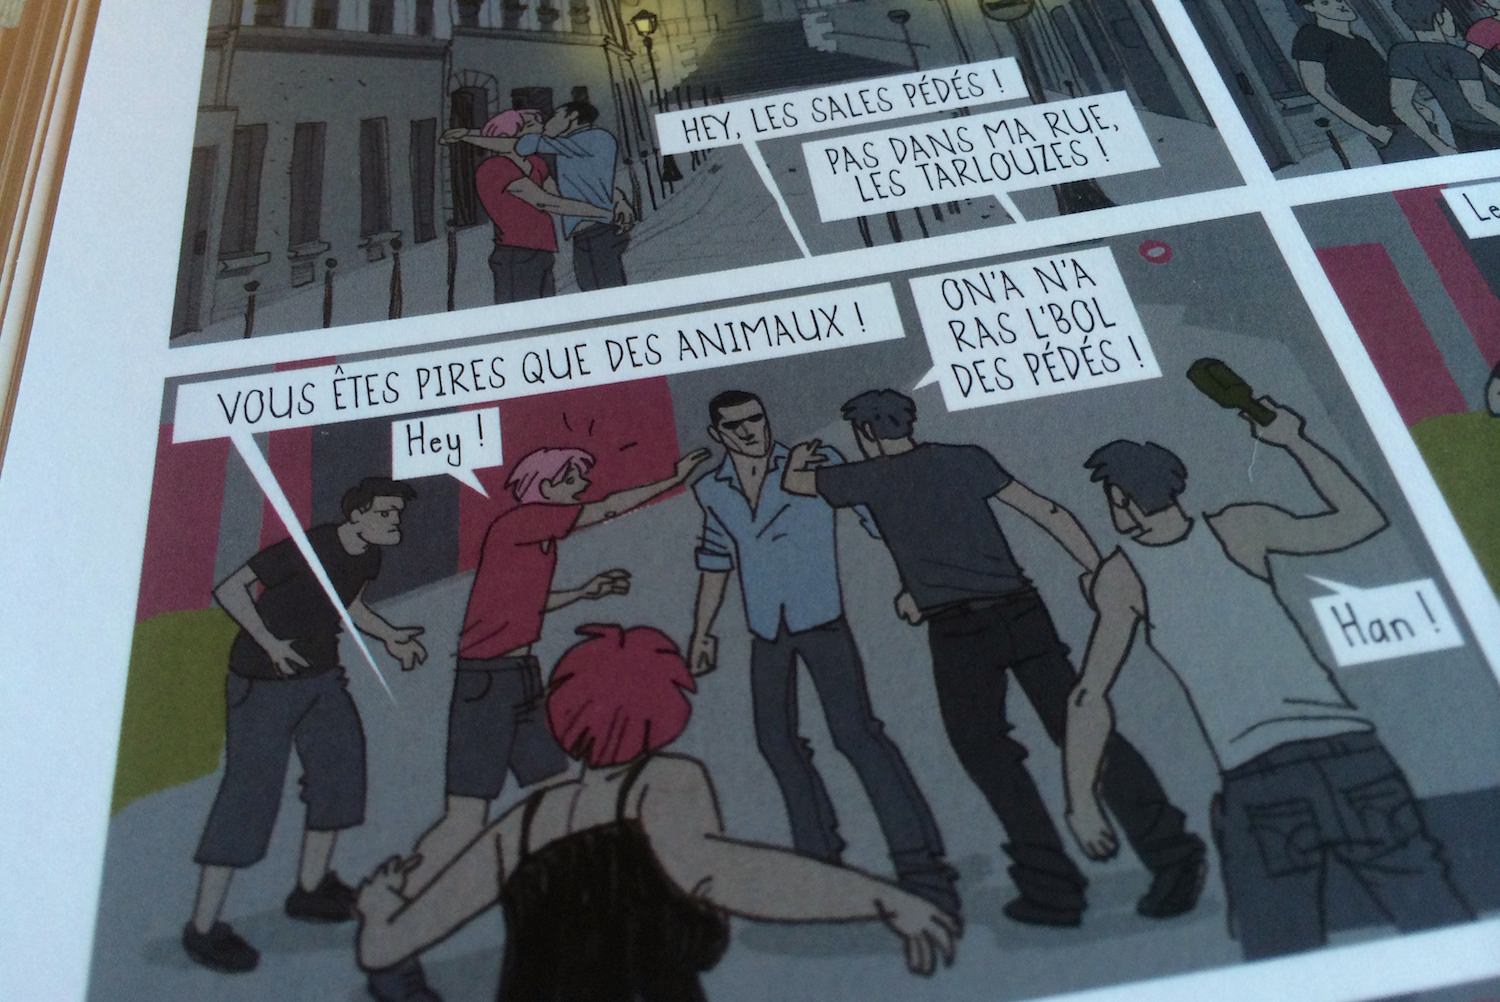 HEY, LES SALES PÉDÉS !
PAS DANS MA RUE,
LES TARLOUZES !
VOUS ÊTES PIRES QUE DES ANIMAUX !
Hey !
ON'A N'A
RAS L'BOL
DES PÉDÉS !
Han !